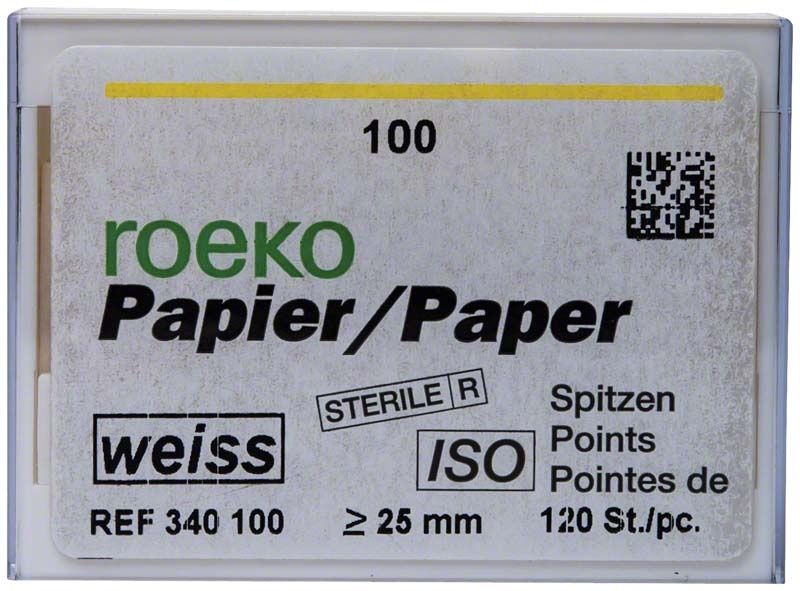 100
roeko
Papier/Paper
STERILE R
weiss
ISO
Spitzen
Points
Pointes de
REF 340 100
≥ 25 mm
120 St./pc.